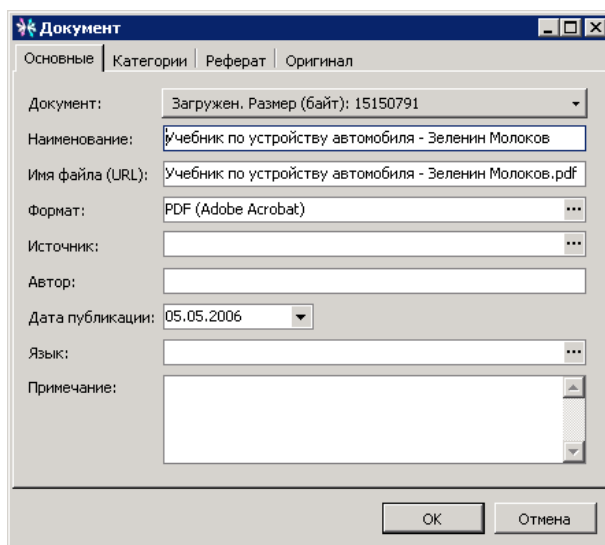 Документ
Основные Категории Реферат Оригинал
Документ: Загружен. Размер (байт): 15150791
Наименование: Учебник по устройству автомобиля - Зеленин Молоков
Имя файла (URL): Учебник по устройству автомобиля - Зеленин Молоков.pdf
Формат: PDF (Adobe Acrobat) ...
Источник: ...
Автор:
Дата публикации: 05.05.2006
Язык: ...
Примечание:
OK Отмена